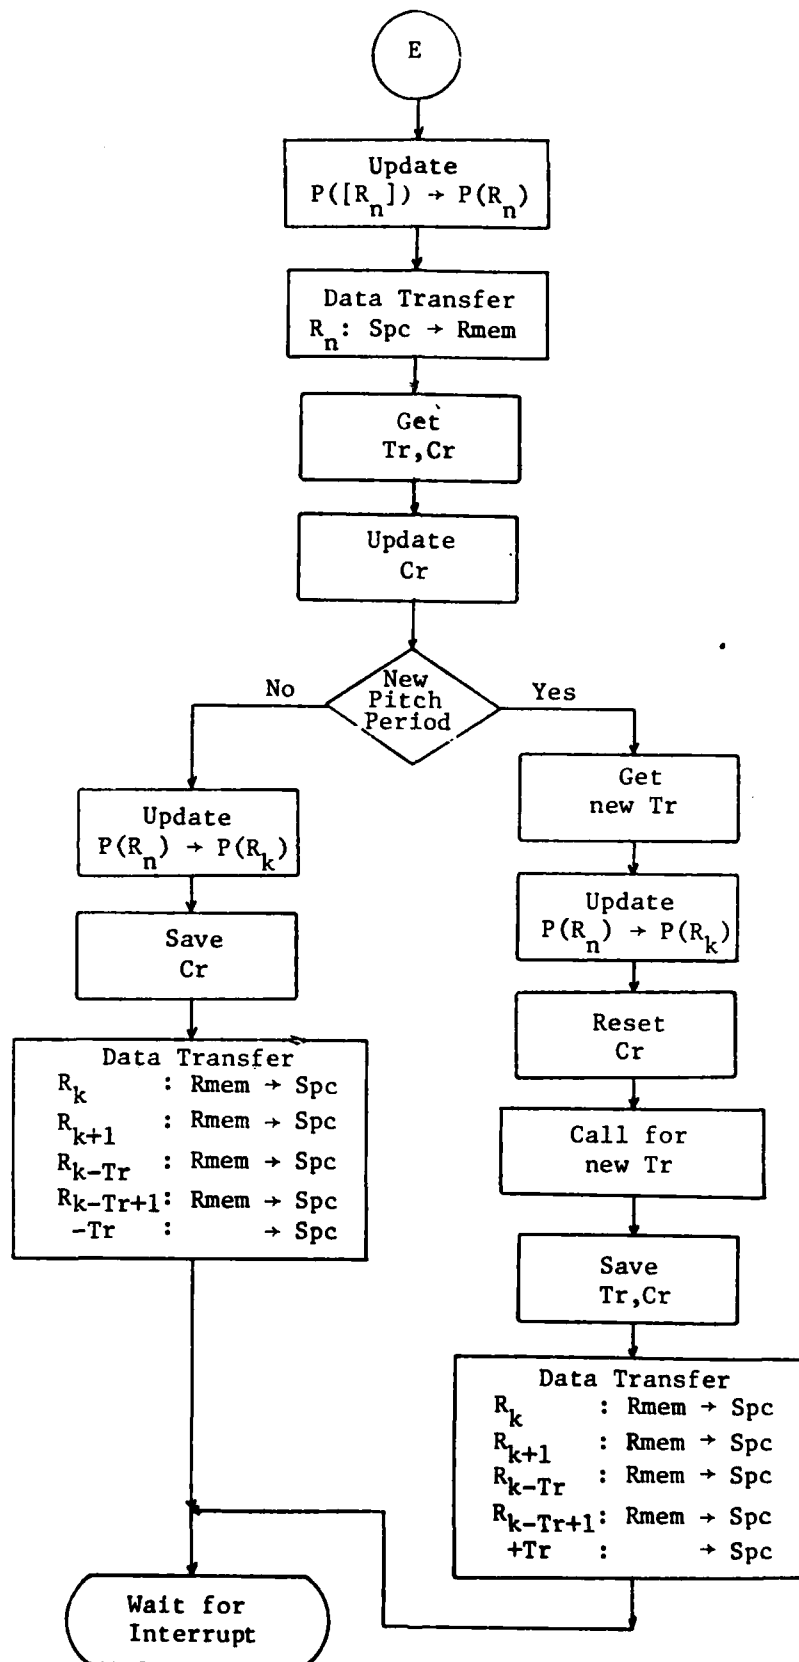 E
Update
P([Rn]) → P(Rn)
Data Transfer
Rn: Spc → Rmem
Get
Tr,Cr
Update
Cr
New
Pitch
Period
No
Yes
Update
P(Rn) → P(Rk)
Save
Cr
Data Transfer
Rk : Rmem → Spc
Rk+1 : Rmem → Spc
Rk-Tr : Rmem → Spc
Rk-Tr+1: Rmem → Spc
-Tr : → Spc
Get
new Tr
Update
P(Rn) → P(Rk)
Reset
Cr
Call for
new Tr
Save
Tr,Cr
Data Transfer
Rk : Rmem → Spc
Rk+1 : Rmem → Spc
Rk-Tr : Rmem → Spc
Rk-Tr+1: Rmem → Spc
+Tr : → Spc
Wait for
Interrupt